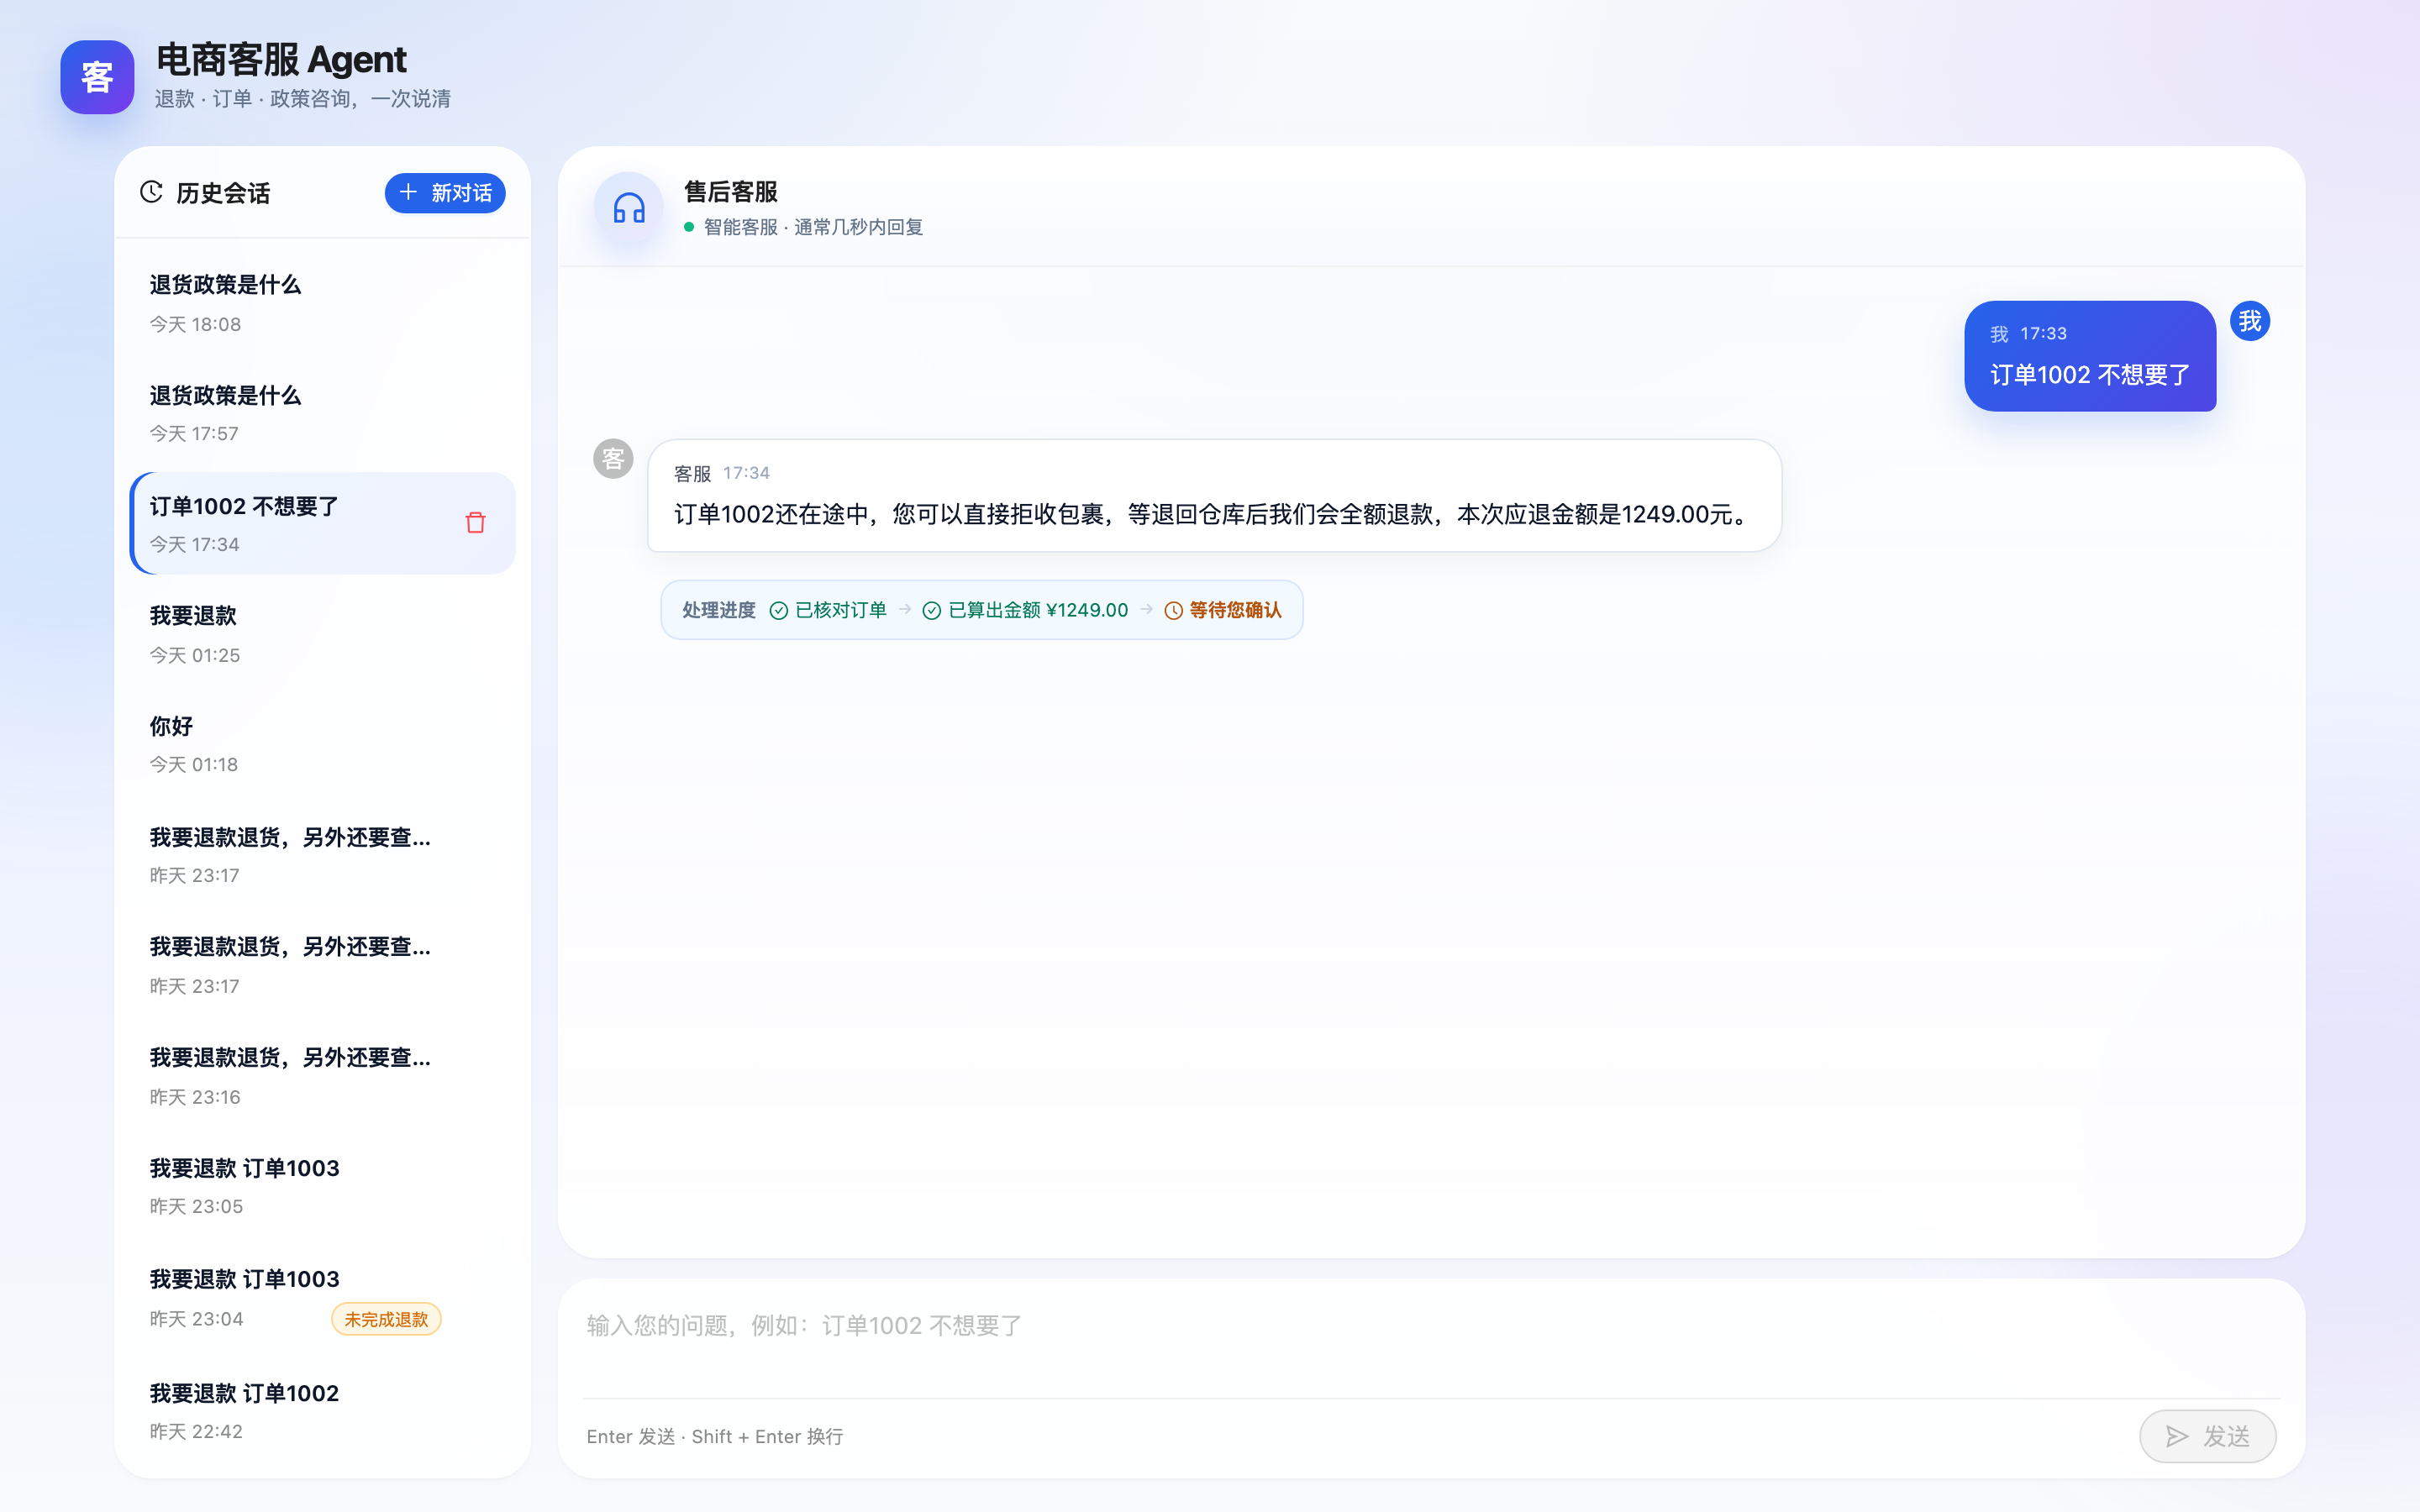 客
电商客服 Agent
退款 · 订单 · 政策咨询，一次说清
历史会话
新对话
退货政策是什么
今天 18:08
退货政策是什么
今天 17:57
订单1002 不想要了
今天 17:34
我要退款
今天 01:25
你好
今天 01:18
我要退款退货，另外还要查...
昨天 23:17
我要退款退货，另外还要查...
昨天 23:17
我要退款退货，另外还要查...
昨天 23:16
我要退款 订单1003
昨天 23:05
我要退款 订单1003
昨天 23:04 未完成退款
我要退款 订单1002
昨天 22:42
售后客服
智能客服 · 通常几秒内回复
我 17:33
我
订单1002 不想要了
客
客服 17:34
订单1002还在途中，您可以直接拒收包裹，等退回仓库后我们会全额退款，本次应退金额是1249.00元。
处理进度 已核对订单 → 已算出金额 ¥1249.00 → 等待您确认
输入您的问题，例如：订单1002 不想要了
Enter 发送 · Shift + Enter 换行
发送